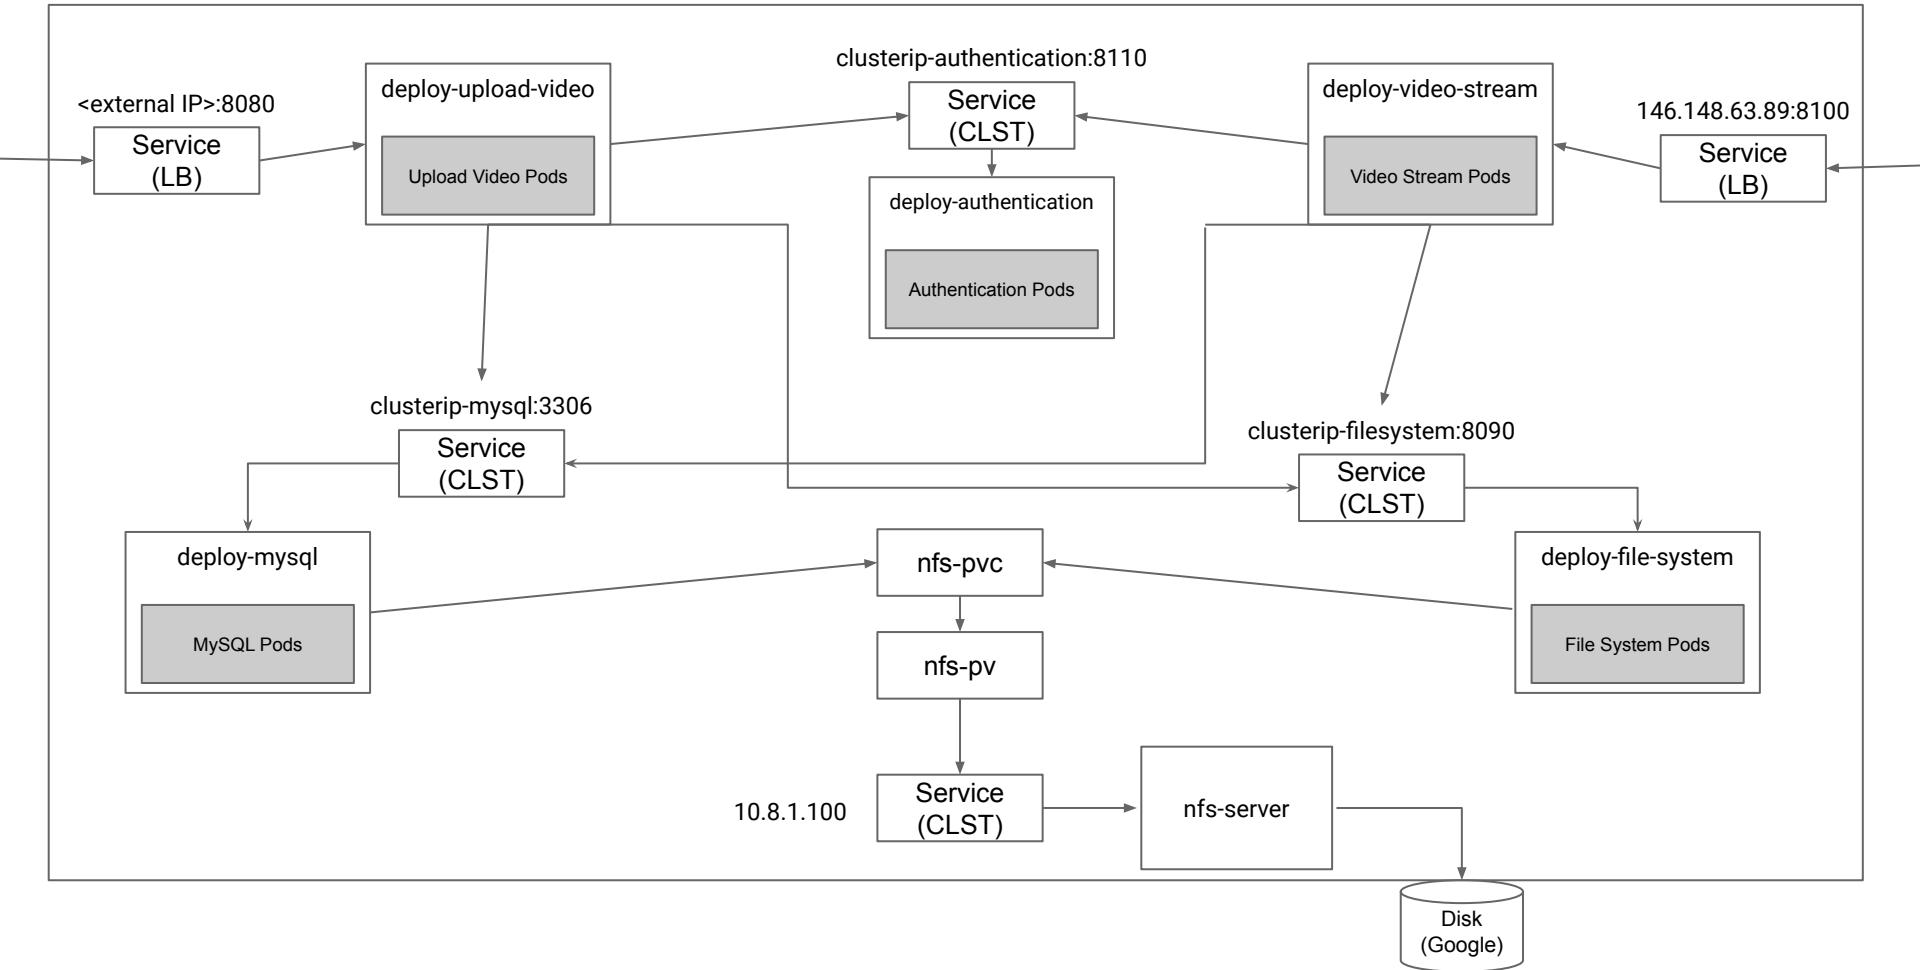 clusterip-authentication:8110
<external IP>:8080
Service
(LB)
deploy-upload-video
Upload Video Pods
Service
(CLST)
deploy-authentication
Authentication Pods
deploy-video-stream
Video Stream Pods
146.148.63.89:8100
Service
(LB)
clusterip-mysql:3306
Service
(CLST)
clusterip-filesystem:8090
Service
(CLST)
deploy-mysql
MySQL Pods
nfs-pvc
nfs-pv
deploy-file-system
File System Pods
10.8.1.100
Service
(CLST)
nfs-server
Disk
(Google)